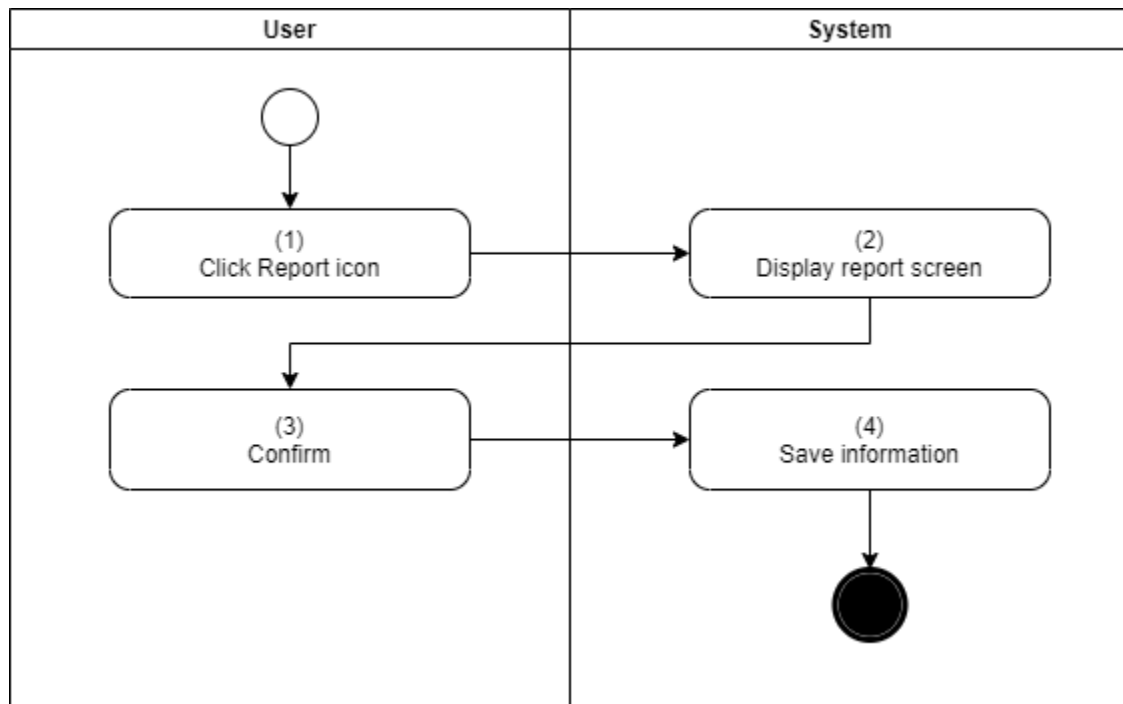 User
System
(1)
Click Report icon
(2)
Display report screen
(3)
Confirm
(4)
Save information